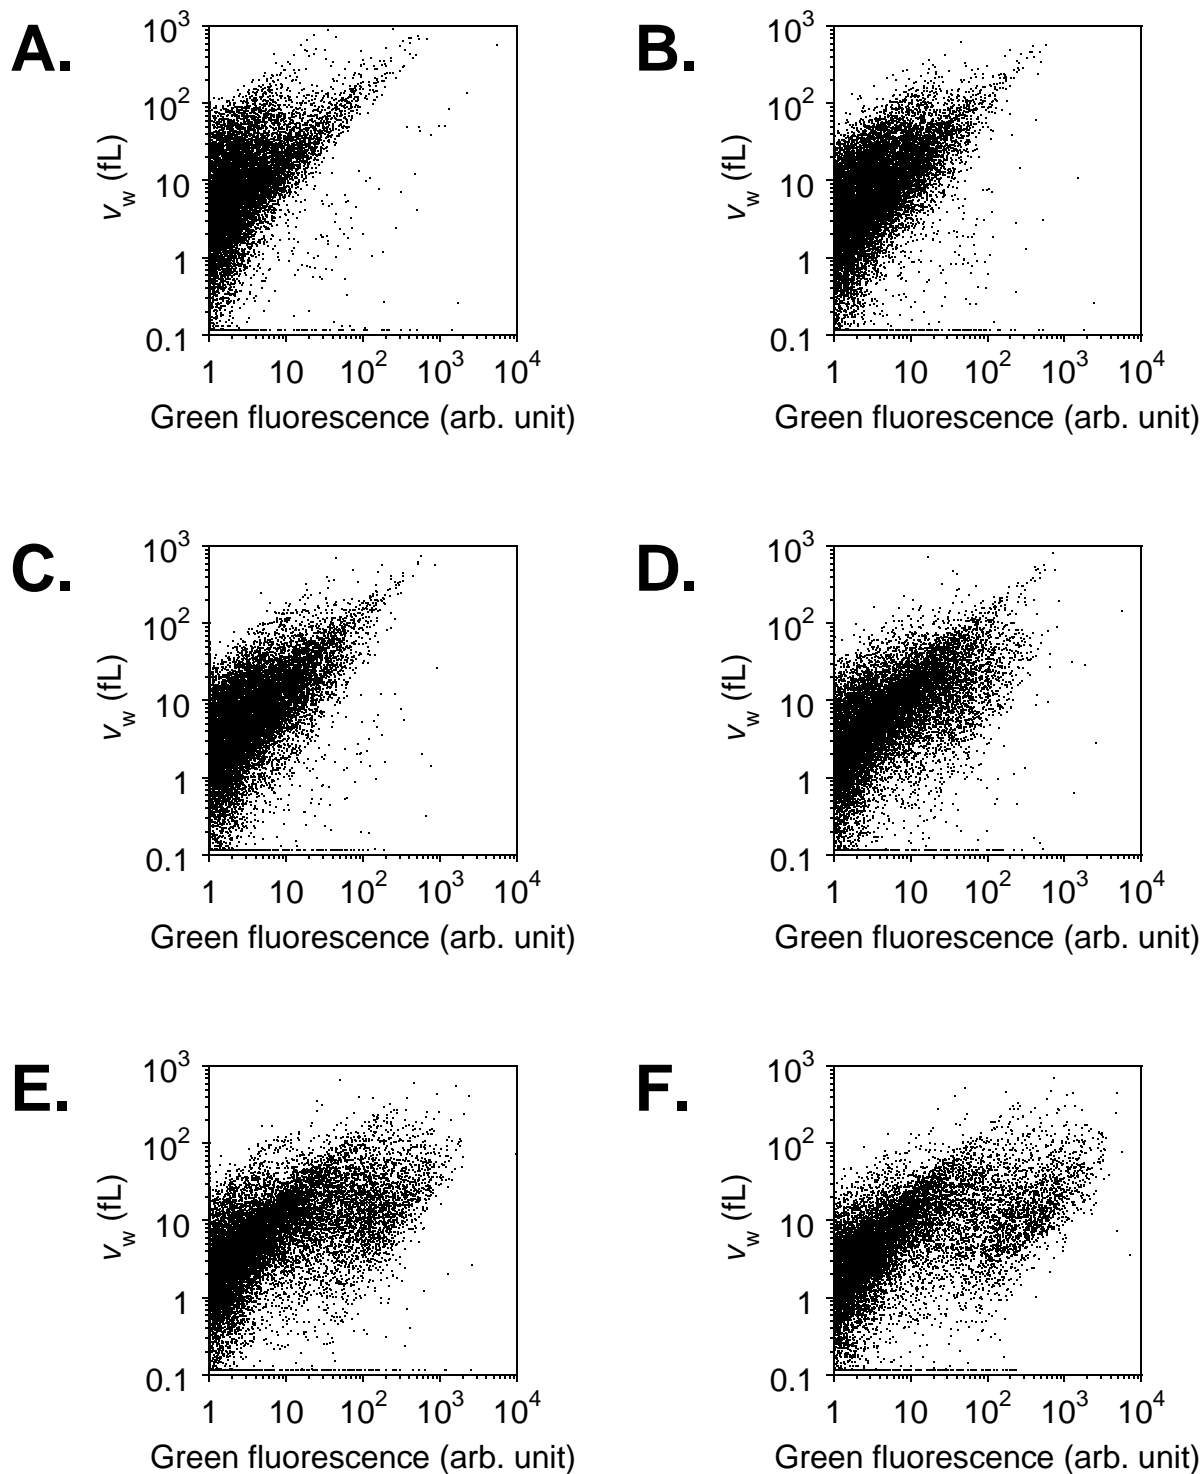 A.
10³
10²
10
1
0.1
v_w (fL)
1 10 10² 10³ 10⁴
Green fluorescence (arb. unit)
B.
10³
10²
10
1
0.1
v_w (fL)
1 10 10² 10³ 10⁴
Green fluorescence (arb. unit)
C.
10³
10²
10
1
0.1
v_w (fL)
1 10 10² 10³ 10⁴
Green fluorescence (arb. unit)
D.
10³
10²
10
1
0.1
v_w (fL)
1 10 10² 10³ 10⁴
Green fluorescence (arb. unit)
E.
10³
10²
10
1
0.1
v_w (fL)
1 10 10² 10³ 10⁴
Green fluorescence (arb. unit)
F.
10³
10²
10
1
0.1
v_w (fL)
1 10 10² 10³ 10⁴
Green fluorescence (arb. unit)